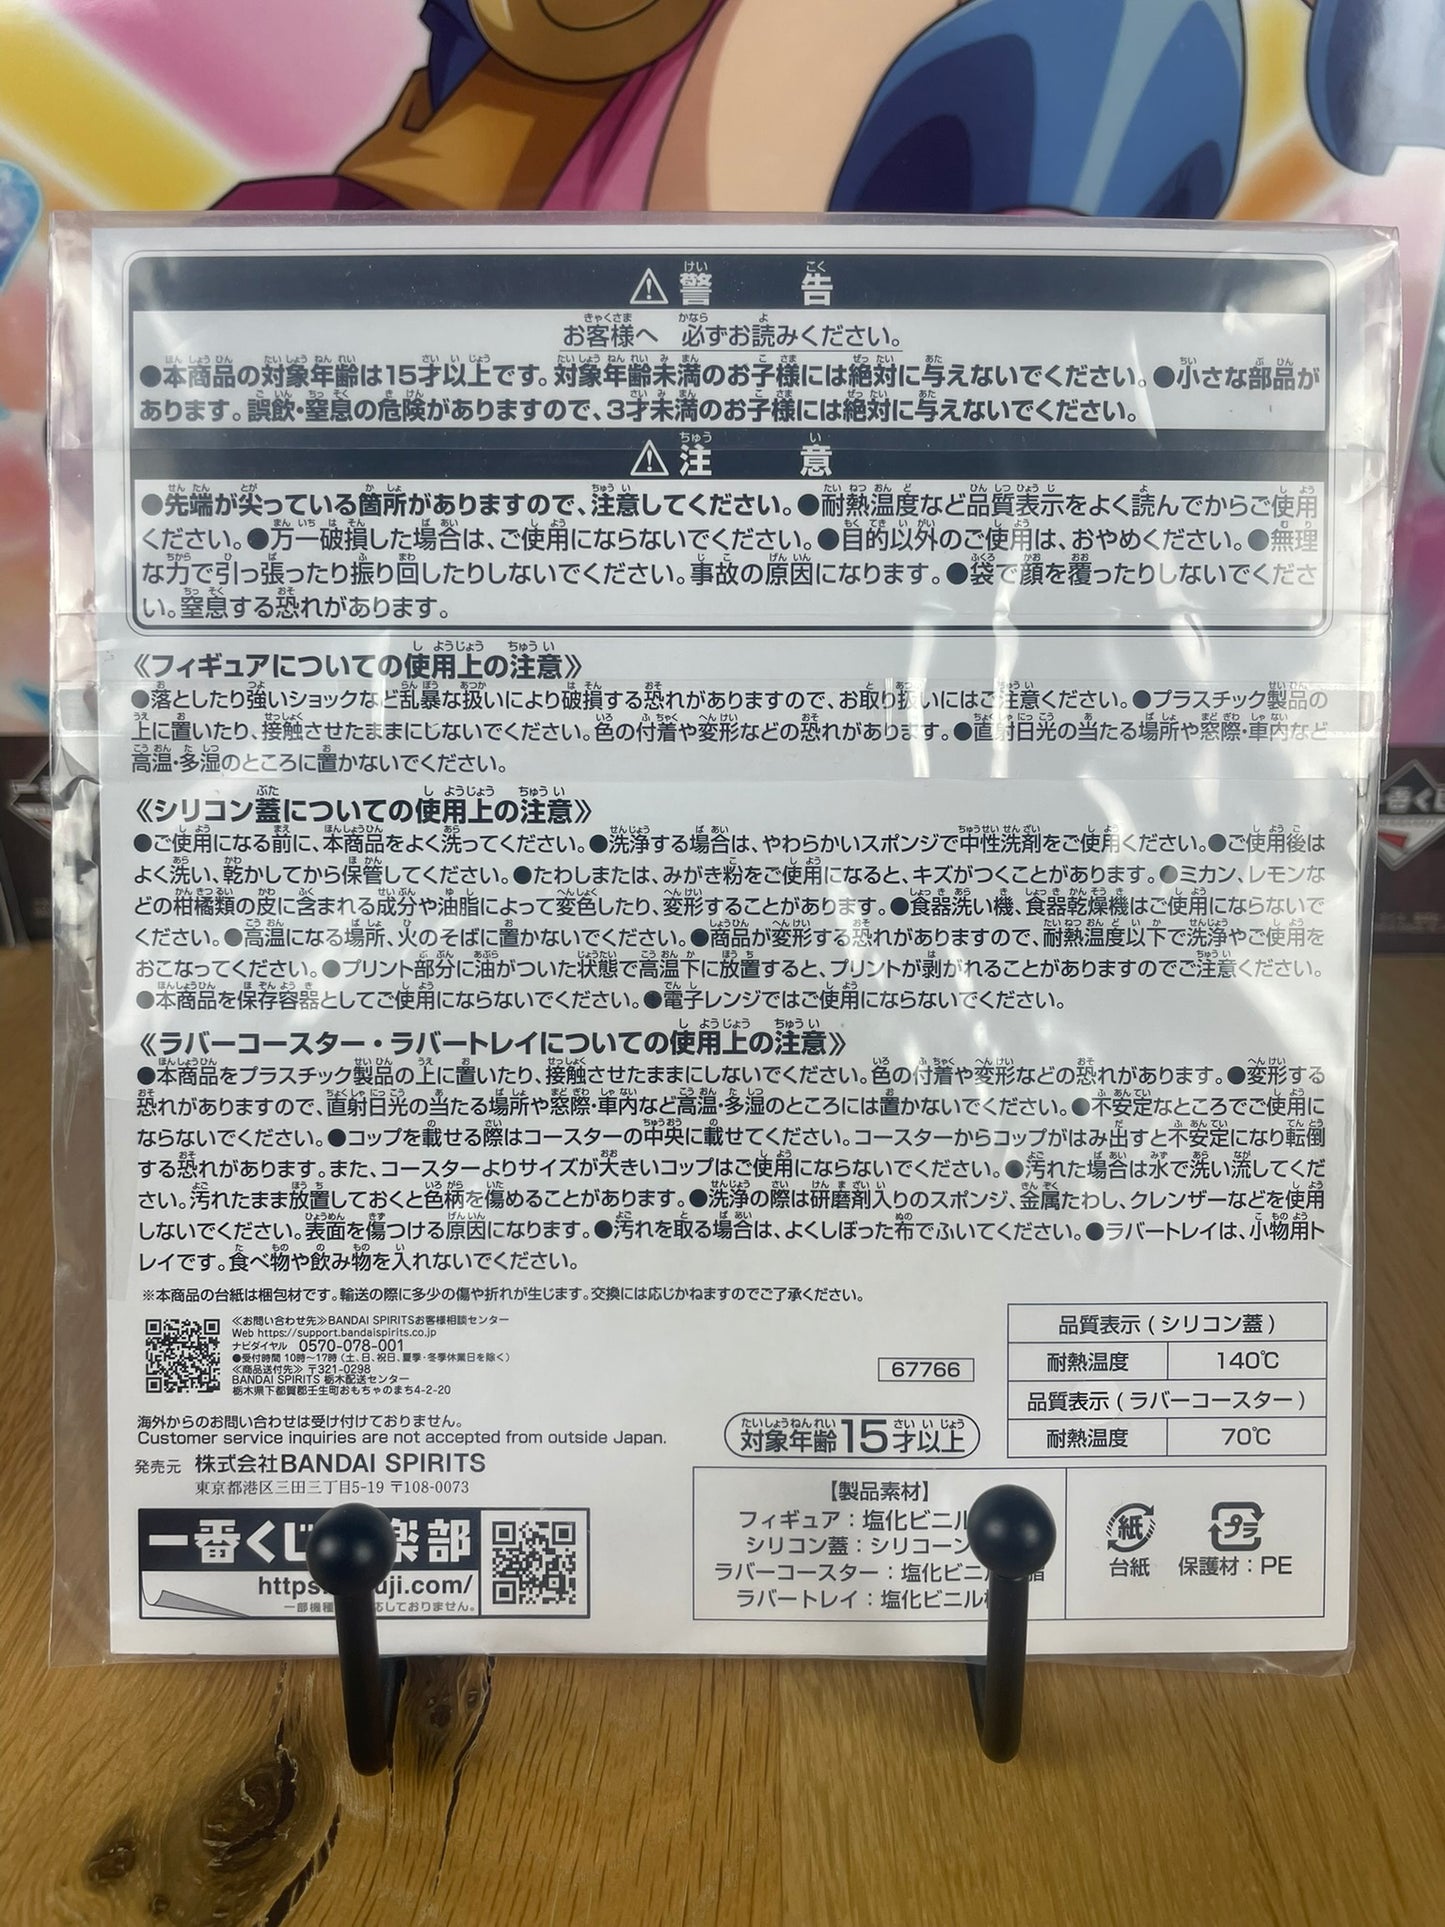 ⚠警告
お客様へ 必ずお読みください。
●本商品の対象年齢は15才以上です。対象年齢未満のお子様には絶対に与えないでください。●小さな部品が
あります。誤飲・窒息の危険がありますので、3才未満のお子様には絶対に与えないでください。
⚠注意
●先端が尖っている箇所がありますので、注意してください。●耐熱温度など品質表示をよく読んでからご使用
ください。●万一破損した場合は、ご使用にならないでください。●目的以外のご使用は、おやめください。●無理
な力で引っ張ったり振り回したりしないでください。事故の原因になります。●袋で顔を覆ったりしないでくださ
い。窒息する恐れがあります。
《フィギュアについての使用上の注意》
●落としたり強いショックなど乱暴な扱いにより破損する恐れがありますので、お取り扱いにはご注意ください。●プラスチック製品の
上に置いたり、接触させたままにしないでください。色の付着や変形などの恐れがあります。●直射日光の当たる場所や窓際・車内など
高温・多湿のところに置かないでください。
《シリコン蓋についての使用上の注意》
●ご使用になる前に、本商品をよく洗ってください。●洗浄する場合は、やわらかいスポンジで中性洗剤をご使用ください。●ご使用後は
よく洗い、乾かしてから保管してください。●たわしまたは、みがき粉をご使用になると、キズがつくことがあります。●ミカン、レモンな
どの柑橘類の皮に含まれる成分や油脂によって変色したり、変形することがあります。●食器洗い機、食器乾燥機はご使用にならないで
ください。●高温になる場所、火のそばに置かないでください。●商品が変形する恐れがありますので、耐熱温度以下で洗浄やご使用を
おこなってください。●プリント部分に油がついた状態で高温下に放置すると、プリントが剥がれることがありますのでご注意ください。
●本商品を保存容器としてご使用にならないでください。●電子レンジではご使用にならないでください。
《ラバーコースター・ラバートレイについての使用上の注意》
●本商品をプラスチック製品の上に置いたり、接触させたままにしないでください。色の付着や変形などの恐れがあります。●変形する
恐れがありますので、直射日光の当たる場所や窓際・車内など高温・多湿のところには置かないでください。●不安定なところでご使用に
ならないでください。●コップを載せる際はコースターの中央に載せてください。コースターからコップがはみ出すと不安定になり転倒
する恐れがあります。また、コースターよりサイズが大きいコップはご使用にならないでください。●汚れた場合は水で洗い流してくだ
さい。汚れたまま放置しておくと色柄を傷めることがあります。●洗浄の際は研磨剤入りのスポンジ、金属たわし、クレンザーなどを使用
しないでください。表面を傷つける原因になります。●汚れを取る場合は、よくしぼった布でふいてください。●ラバートレイは、小物用ト
レイです。食べ物や飲み物を入れないでください。
※本商品の台紙は梱包材です。輸送の際に多少の傷や折れが生じます。交換には応じかねますのでご了承ください。
≪お問い合わせ先≫BANDAI SPIRITSお客様相談センター
Web https://support.bandaispirits.co.jp
ナビダイヤル 0570-078-001
●受付時間 10時〜17時(土、日、祝日、夏季・冬季休業日を除く)
≪商品送付先≫〒321-0298
BANDAI SPIRITS 栃木配送センター
栃木県下都賀郡壬生町おもちゃのまち4-2-20
67766
品質表示(シリコン蓋)
耐熱温度 140℃
品質表示(ラバーコースター)
耐熱温度 70℃
海外からのお問い合わせは受け付けておりません。
Customer service inquiries are not accepted from outside Japan.
対象年齢15才以上
発売元 株式会社BANDAI SPIRITS
東京都港区三田三丁目5-19 〒108-0073
一番くじ 楽部
https: uji.com/
一部機種 応しておりません。
【製品素材】
フィギュア:塩化ビニル
シリコン蓋:シリコーン
ラバーコースター:塩化ビニル 脂
ラバートレイ:塩化ビニル
紙
台紙
プラ
保護材:PE